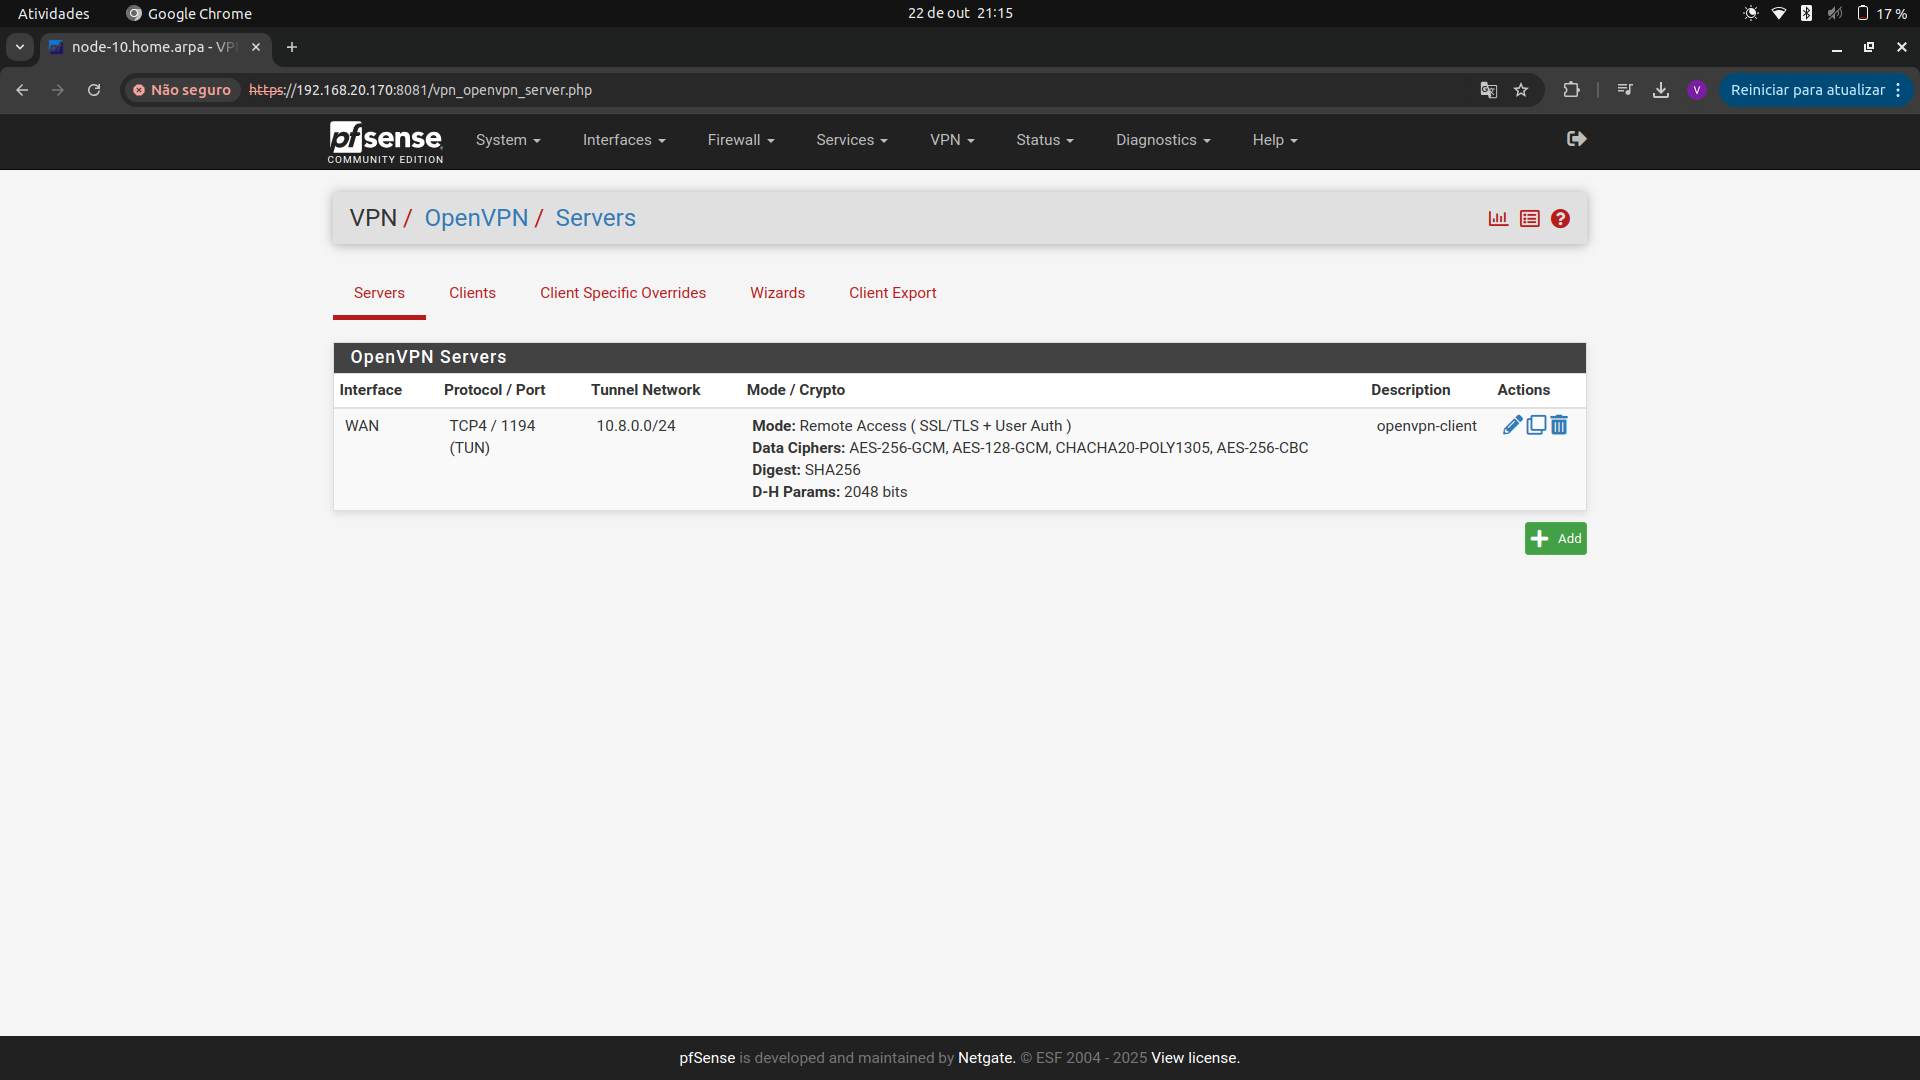 Atividades
Google Chrome
22 de out 21:15
17 %
node-10.home.arpa - VP
Não seguro
https://192.168.20.170:8081/vpn_openvpn_server.php
V
Reiniciar para atualizar
pfsense
COMMUNITY EDITION
System
Interfaces
Firewall
Services
VPN
Status
Diagnostics
Help
VPN / OpenVPN / Servers
Servers
Clients
Client Specific Overrides
Wizards
Client Export
OpenVPN Servers
Interface
Protocol / Port
Tunnel Network
Mode / Crypto
Description
Actions
WAN
TCP4 / 1194
(TUN)
10.8.0.0/24
Mode: Remote Access ( SSL/TLS + User Auth )
Data Ciphers: AES-256-GCM, AES-128-GCM, CHACHA20-POLY1305, AES-256-CBC
Digest: SHA256
D-H Params: 2048 bits
openvpn-client
Add
pfSense is developed and maintained by Netgate. © ESF 2004 - 2025 View license.